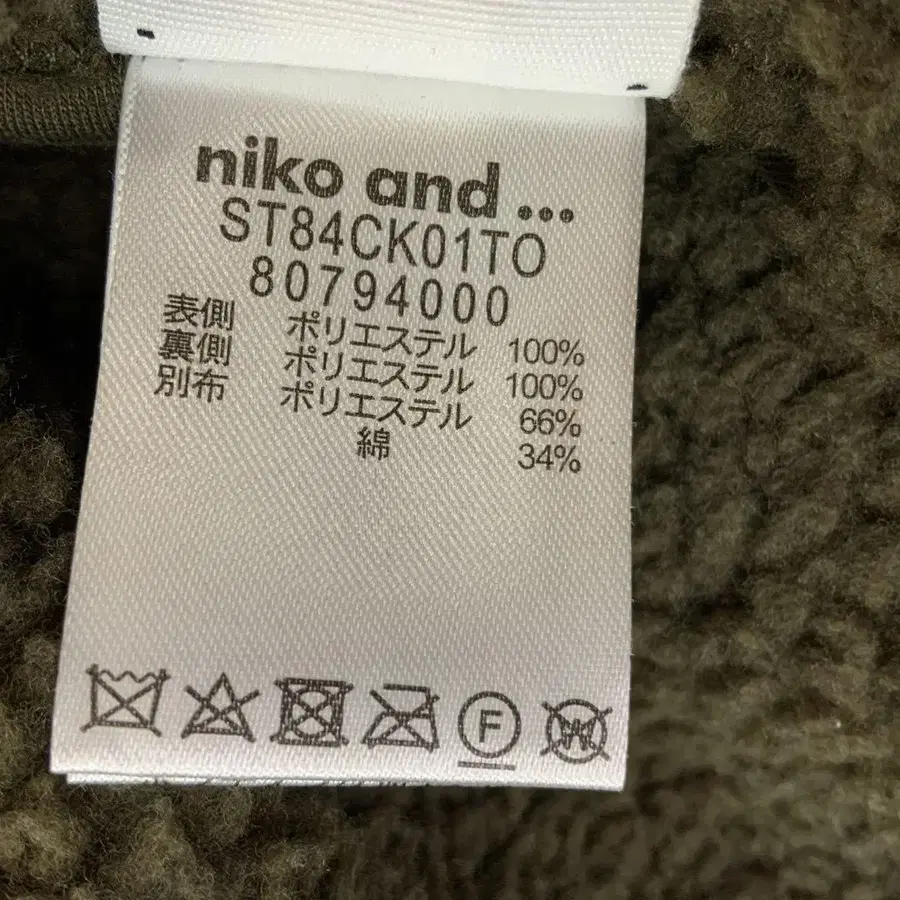 niko and ...
ST84CK01TO
80794000
表側 ポリエステル 100%
裏側 ポリエステル 100%
別布 ポリエステル 66%
綿 34%
F W